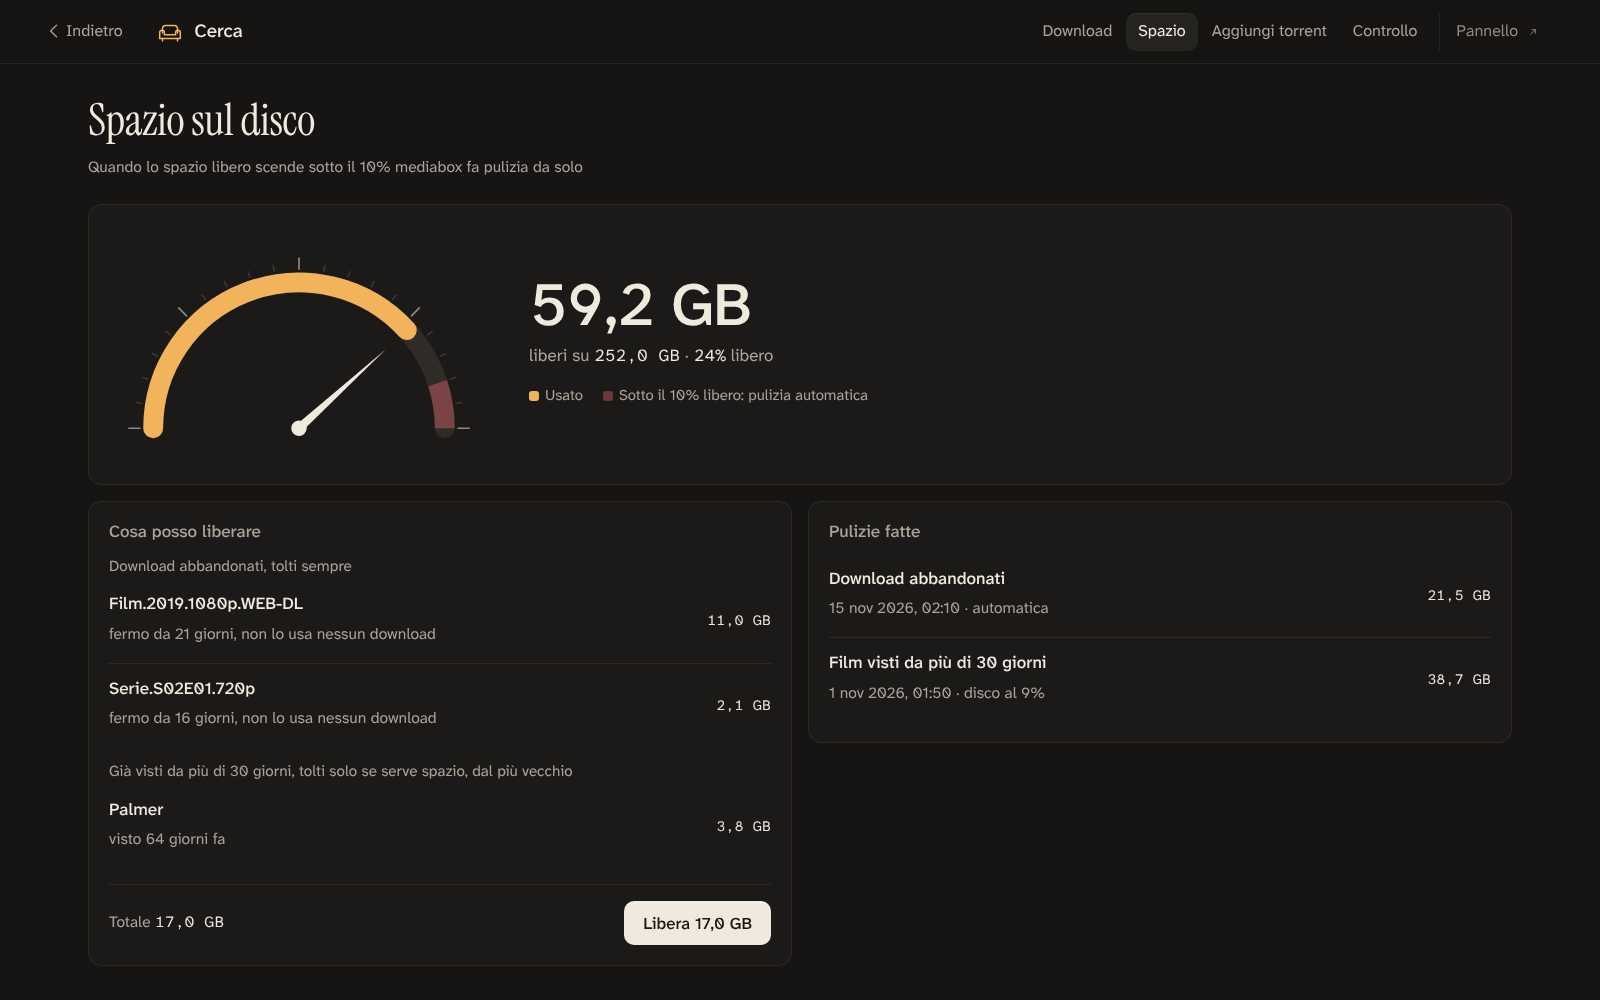 Indietro
Cerca
Download
Spazio
Aggiungi torrent
Controllo
Pannello ↗
Spazio sul disco
Quando lo spazio libero scende sotto il 10% mediabox fa pulizia da solo
59,2 GB
liberi su 252,0 GB · 24% libero
Usato
Sotto il 10% libero: pulizia automatica
Cosa posso liberare
Download abbandonati, tolti sempre
Film.2019.1080p.WEB-DL
fermo da 21 giorni, non lo usa nessun download
11,0 GB
Serie.S02E01.720p
fermo da 16 giorni, non lo usa nessun download
2,1 GB
Già visti da più di 30 giorni, tolti solo se serve spazio, dal più vecchio
Palmer
visto 64 giorni fa
3,8 GB
Totale 17,0 GB
Libera 17,0 GB
Pulizie fatte
Download abbandonati
15 nov 2026, 02:10 · automatica
21,5 GB
Film visti da più di 30 giorni
1 nov 2026, 01:50 · disco al 9%
38,7 GB